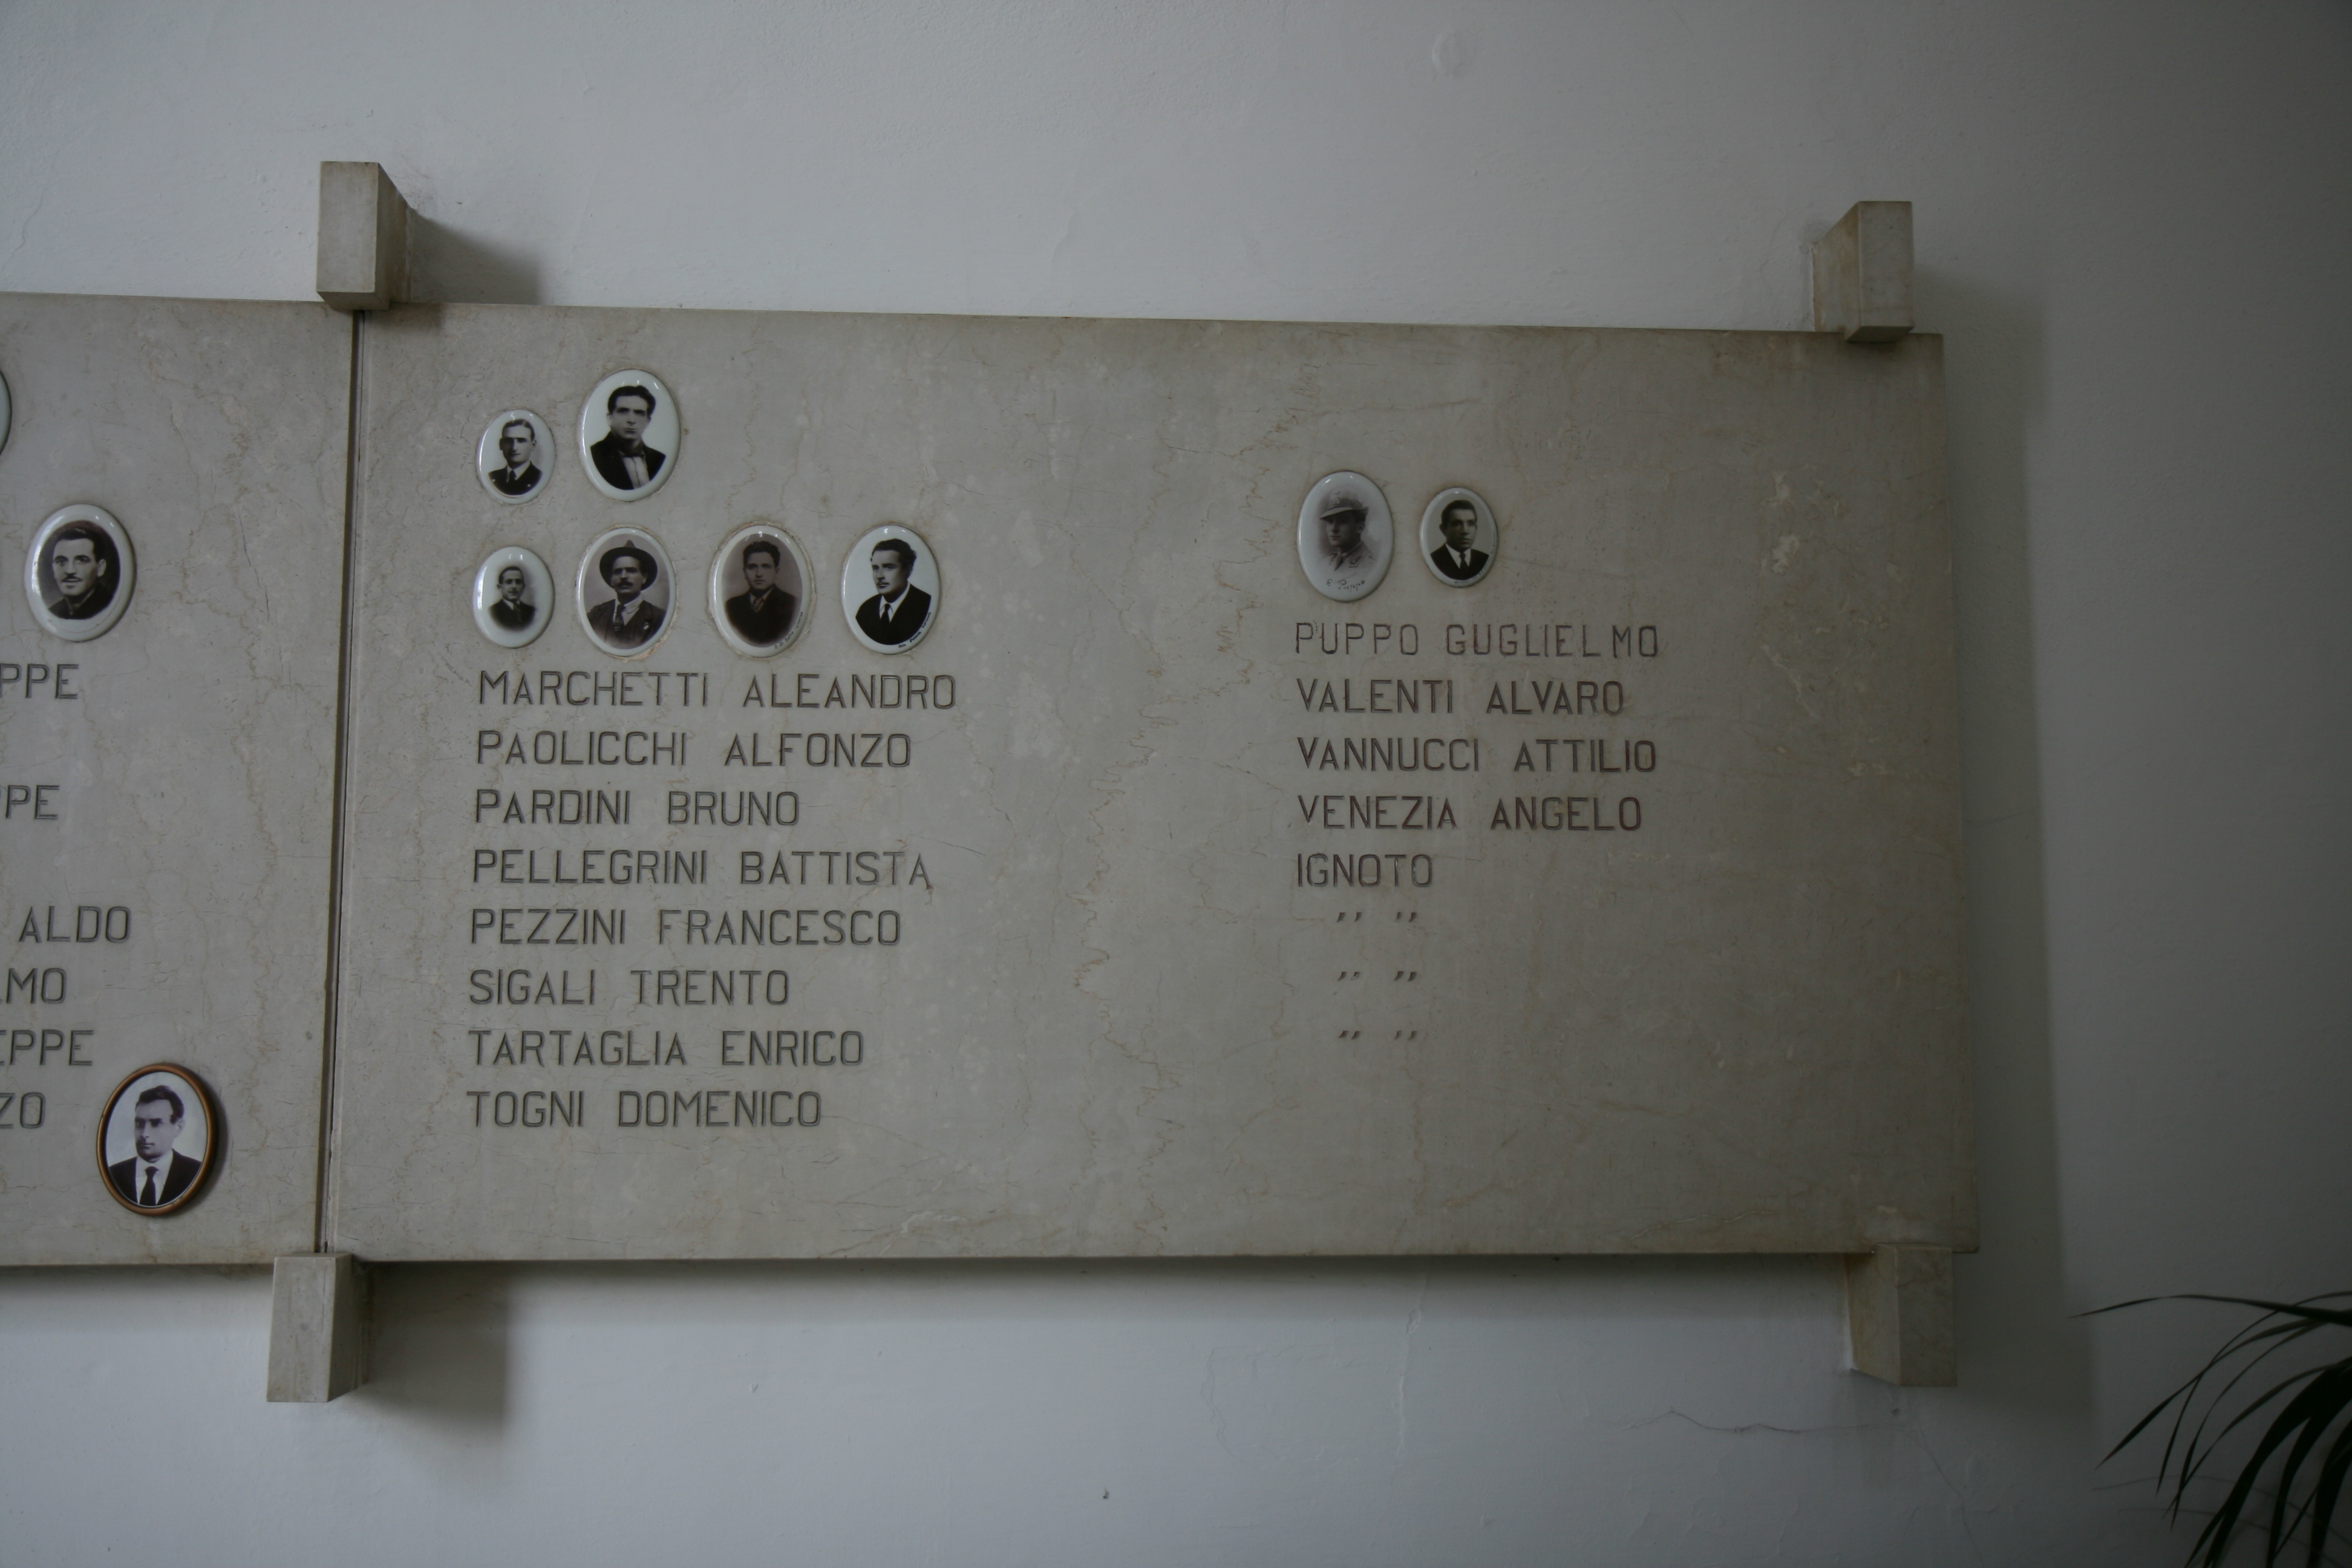 PPE
PPE
ALDO
LMO
EPPE
ZO
MARCHETTI ALEANDRO
PAOLICCHI ALFONZO
PARDINI BRUNO
PELLEGRINI BATTISTA
PEZZINI FRANCESCO
SIGALI TRENTO
TARTAGLIA ENRICO
TOGNI DOMENICO
PUPPO GUGLIELMO
VALENTI ALVARO
VANNUCCI ATTILIO
VENEZIA ANGELO
IGNOTO
" "
" "
" "